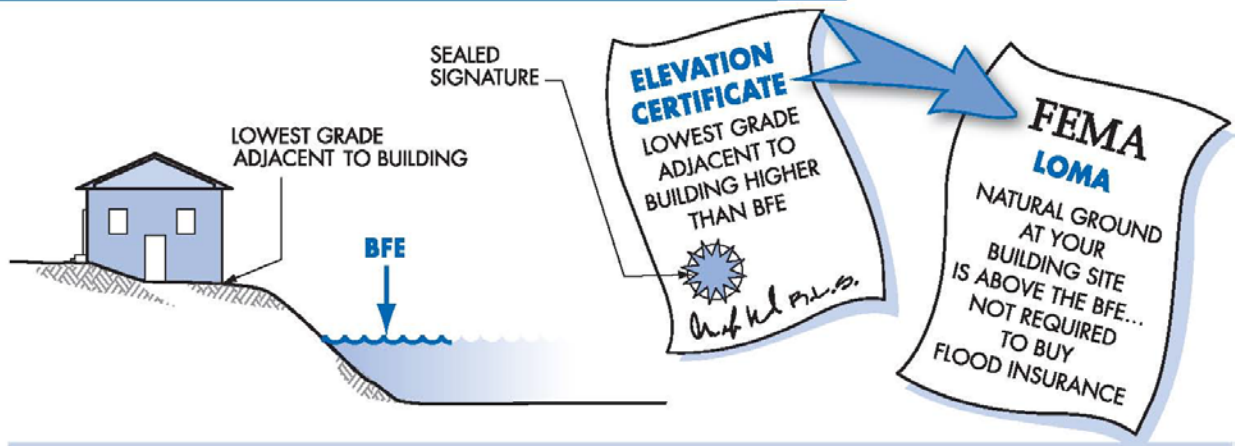 SEALED
SIGNATURE
LOWEST GRADE
ADJACENT TO BUILDING
BFE
ELEVATION
CERTIFICATE
LOWEST GRADE
ADJACENT TO
BUILDING HIGHER
THAN BFE
R.L.S.
FEMA
LOMA
NATURAL GROUND
AT YOUR
BUILDING SITE
IS ABOVE THE BFE...
NOT REQUIRED
TO BUY
FLOOD INSURANCE